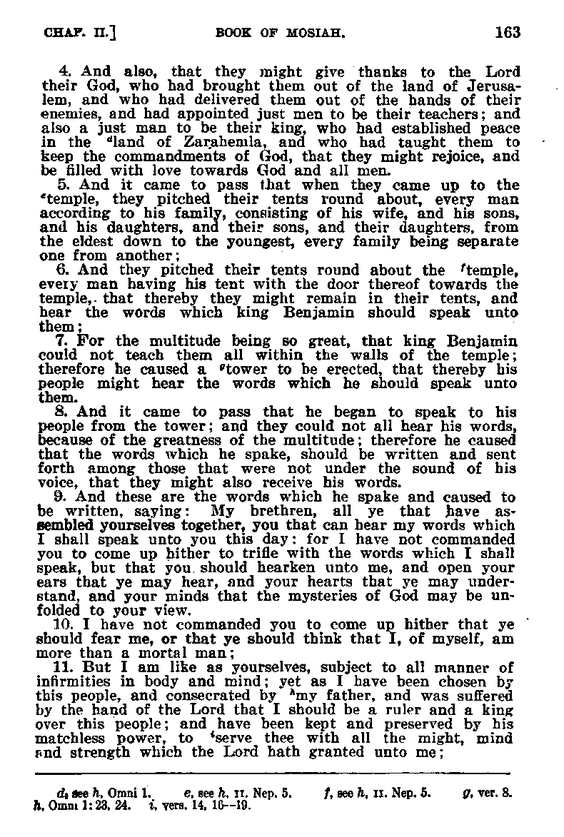 CHAP. II.] BOOK OF MOSIAH. 163
4. And also, that they might give thanks to the Lord
their God, who had brought them out of the land of Jerusa-
lem, and who had delivered them out of the hands of their
enemies, and had appointed just men to be their teachers; and
also a just man to be their king, who had established peace
in the dland of Zarahemla, and who had taught them to
keep the commandments of God, that they might rejoice, and
be filled with love towards God and all men.
5. And it came to pass that when they came up to the
etemple, they pitched their tents round about, every man
according to his family, consisting of his wife, and his sons,
and his daughters, and their sons, and their daughters, from
the eldest down to the youngest, every family being separate
one from another;
6. And they pitched their tents round about the ftemple,
every man having his tent with the door thereof towards the
temple, that thereby they might remain in their tents, and
hear the words which king Benjamin should speak unto
them;
7. For the multitude being so great, that king Benjamin
could not teach them all within the walls of the temple;
therefore he caused a gtower to be erected, that thereby his
people might hear the words which he should speak unto
them.
8. And it came to pass that he began to speak to his
people from the tower; and they could not all hear his words,
because of the greatness of the multitude; therefore he caused
that the words which he spake, should be written and sent
forth among those that were not under the sound of his
voice, that they might also receive his words.
9. And these are the words which he spake and caused to
be written, saying: My brethren, all ye that have as-
sembled yourselves together, you that can hear my words which
I shall speak unto you this day: for I have not commanded
you to come up hither to trifle with the words which I shall
speak, but that you should hearken unto me, and open your
ears that ye may hear, and your hearts that ye may under-
stand, and your minds that the mysteries of God may be un-
folded to your view.
10. I have not commanded you to come up hither that ye
should fear me, or that ye should think that I, of myself, am
more than a mortal man;
11. But I am like as yourselves, subject to all manner of
infirmities in body and mind; yet as I have been chosen by
this people, and consecrated by hmy father, and was suffered
by the hand of the Lord that I should be a ruler and a king
over this people; and have been kept and preserved by his
matchless power, to iserve thee with all the might, mind
and strength which the Lord hath granted unto me;
d, see h, Omni 1. e, see h, II. Nep. 5. f, see h, II. Nep. 5. g, ver. 8.
h, Omni 1:23, 24. i, vers. 14, 16—19.